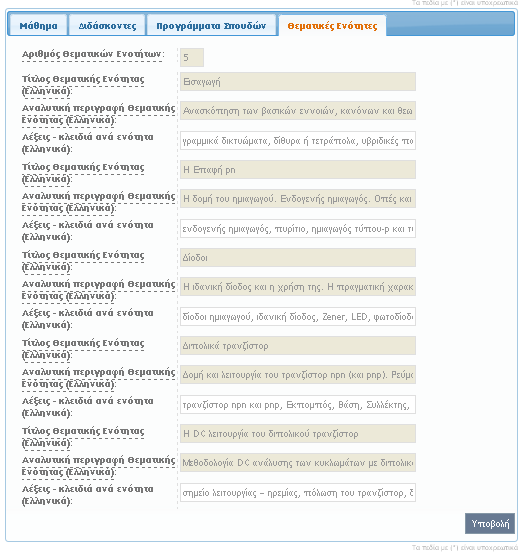 Τα πεδία με (*) είναι υποχρεωτικά
Μάθημα Διδάσκοντες Προγράμματα Σπουδών Θεματικές Ενότητες
Αριθμός Θεματικών Ενοτήτων: 5
Τίτλος Θεματικής Ενότητας
(Ελληνικά): Εισαγωγή
Αναλυτική περιγραφή Θεματικής
Ενότητας (Ελληνικά): Ανασκόπηση των βασικών εννοιών, κανόνων και
Λέξεις - κλειδιά ανά ενότητα
(Ελληνικά): γραμμικά δικτυώματα, δίθυρα ή τετράπολα, υβριδικές
Τίτλος Θεματικής Ενότητας
(Ελληνικά): Η Επαφή pn
Αναλυτική περιγραφή Θεματικής
Ενότητας (Ελληνικά): Η δομή του ημιαγωγού. Ενδογενής ημιαγωγός. Οπές και
Λέξεις - κλειδιά ανά ενότητα
(Ελληνικά): ενδογενής ημιαγωγός, πυρίτιο, ημιαγωγός τύπου-p και
Τίτλος Θεματικής Ενότητας
(Ελληνικά): Δίοδοι
Αναλυτική περιγραφή Θεματικής
Ενότητας (Ελληνικά): Η ιδανική δίοδος και η χρήση της. Η πραγματική
Λέξεις - κλειδιά ανά ενότητα
(Ελληνικά): δίοδοι ημιαγωγού, ιδανική δίοδος, Zener, LED,
Τίτλος Θεματικής Ενότητας
(Ελληνικά): Διπολικά τρανζίστορ
Αναλυτική περιγραφή Θεματικής
Ενότητας (Ελληνικά): Δομή και λειτουργία του τρανζίστορ npn (και pnp).
Λέξεις - κλειδιά ανά ενότητα
(Ελληνικά): τρανζίστορ npn και pnp, Εκπομπός, Βάση, Συλλέκτης,
Τίτλος Θεματικής Ενότητας
(Ελληνικά): Η DC λειτουργία του διπολικού τρανζίστορ
Αναλυτική περιγραφή Θεματικής
Ενότητας (Ελληνικά): Μεθοδολογία DC ανάλυσης των κυκλωμάτων με
Λέξεις - κλειδιά ανά ενότητα
(Ελληνικά): σημείο λειτουργίας – ηρεμίας, πόλωση του τρανζίστορ,
Υποβολή
Τα πεδία με (*) είναι υποχρεωτικά